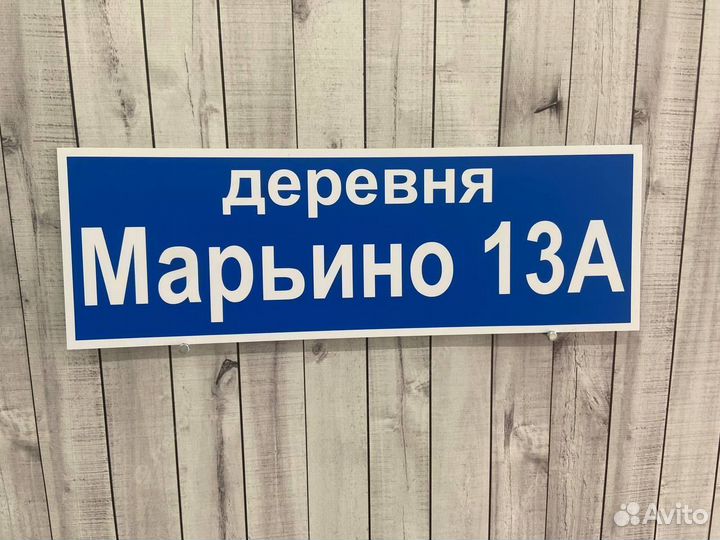 деревня
Марьино 13А
Avito